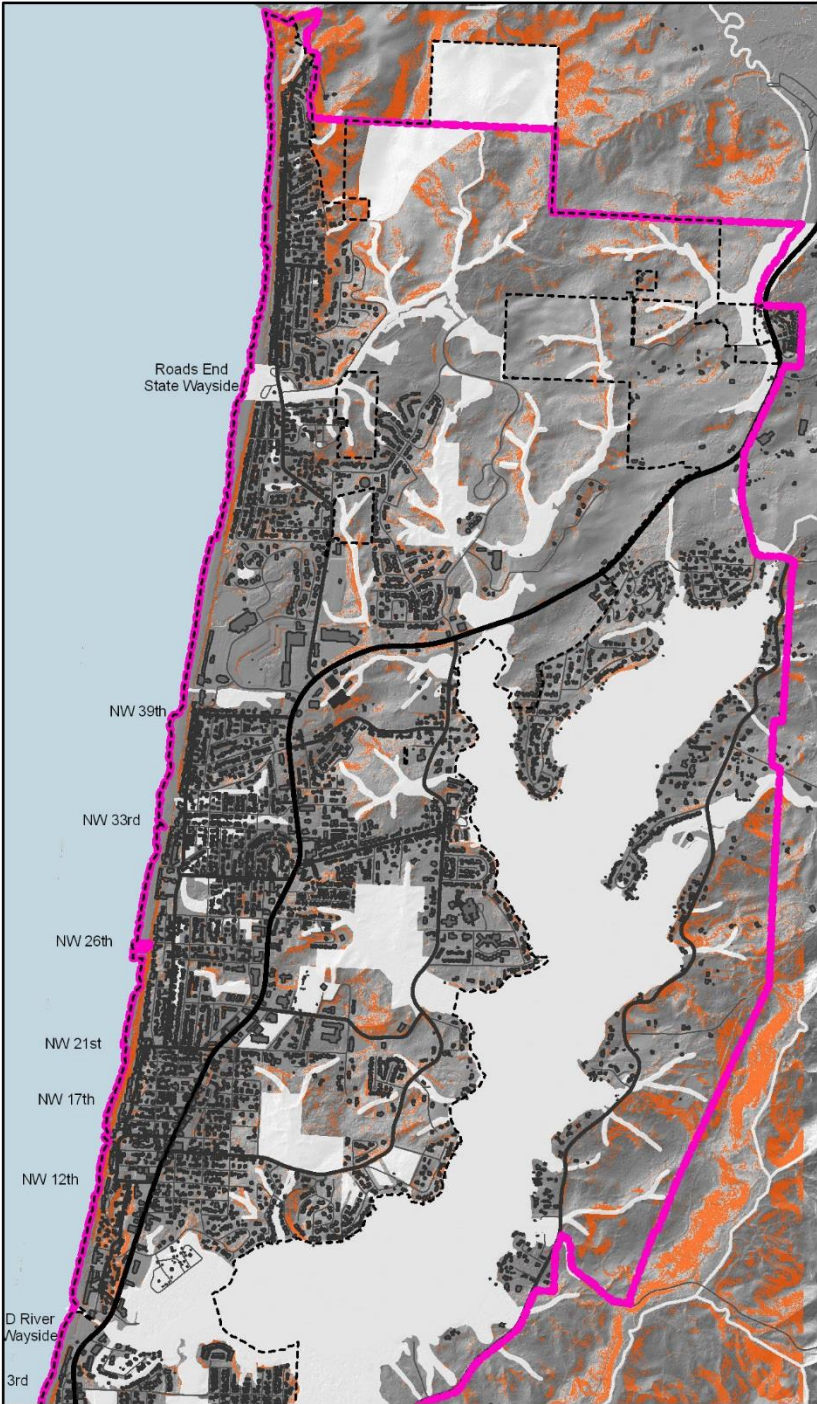 Roads End
State Wayside
NW 39th
NW 33rd
NW 26th
NW 21st
NW 17th
NW 12th
D River
Wayside
3rd